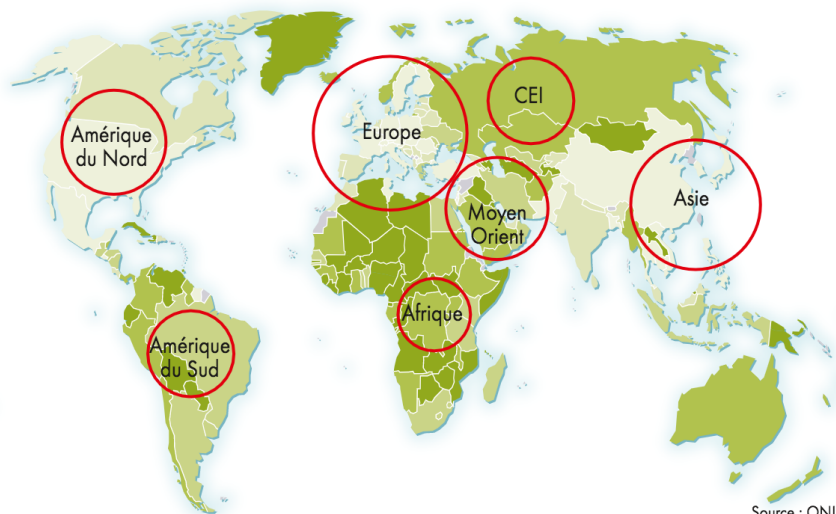 CEI
Europe
Amérique
du Nord
Asie
Moyen
Orient
Afrique
Amérique
du Sud
Source :